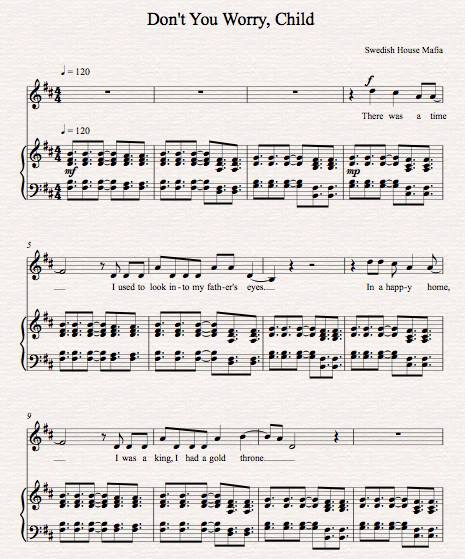 Don't You Worry, Child
Swedish House Mafia
♩ = 120
f
There was a time
♩ = 120
mf
mp
5
I used to look in-to my fath-er's eyes.
In a happ-y home,
9
I was a king, I had a gold throne